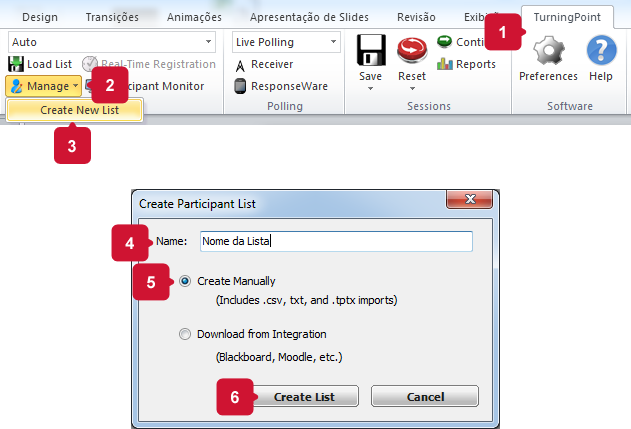 Design Transições Animações Apresentação de Slides Revisão Exibi 1 TurningPoint
Auto Live Polling Conti
Load List Real-Time Registration Receiver Save Reset Reports Preferences Help
Manage 2 icipant Monitor ResponseWare
Create New List Polling Sessions Software
3
Create Participant List
4 Name: Nome da Lista
5 Create Manually
(Includes .csv, txt, and .tptx imports)
Download from Integration
(Blackboard, Moodle, etc.)
6 Create List Cancel